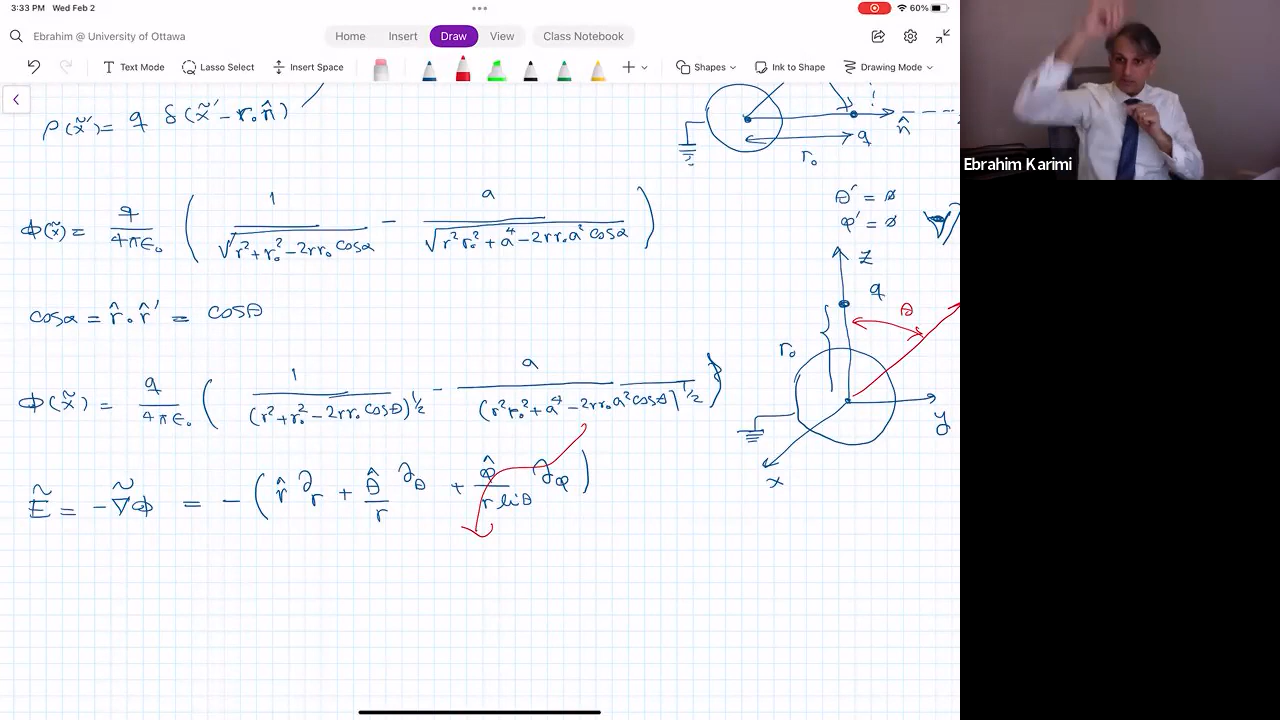 3:33 PM Wed Feb 2
60%
Ebrahim @ University of Ottawa
Home Insert Draw View Class Notebook
Text Mode Lasso Select Insert Space Shapes Ink to Shape Drawing Mode
Ebrahim Karimi
ρ(x̃') = q δ(x̃' - r₀n̂)
n̂
q
r₀
θ' = ø
φ' = ø
Φ(x̃) = q/4πε₀ ( 1/√(r² + r₀² - 2rr₀ cosα) - a/√(r²r₀² + a⁴ - 2rr₀a² cosα) )
z
q
θ
r₀
y
x
cosα = r̂ . r̂' = cosθ
Φ(x̃) = q/4πε₀ ( 1/(r² + r₀² - 2rr₀ cosθ)^1/2 - a/(r²r₀² + a⁴ - 2rr₀a² cosθ)^1/2 )
Ẽ = -∇̃Φ = - ( r̂ ∂r + θ̂/r ∂θ + φ̂/r sinθ ∂φ )